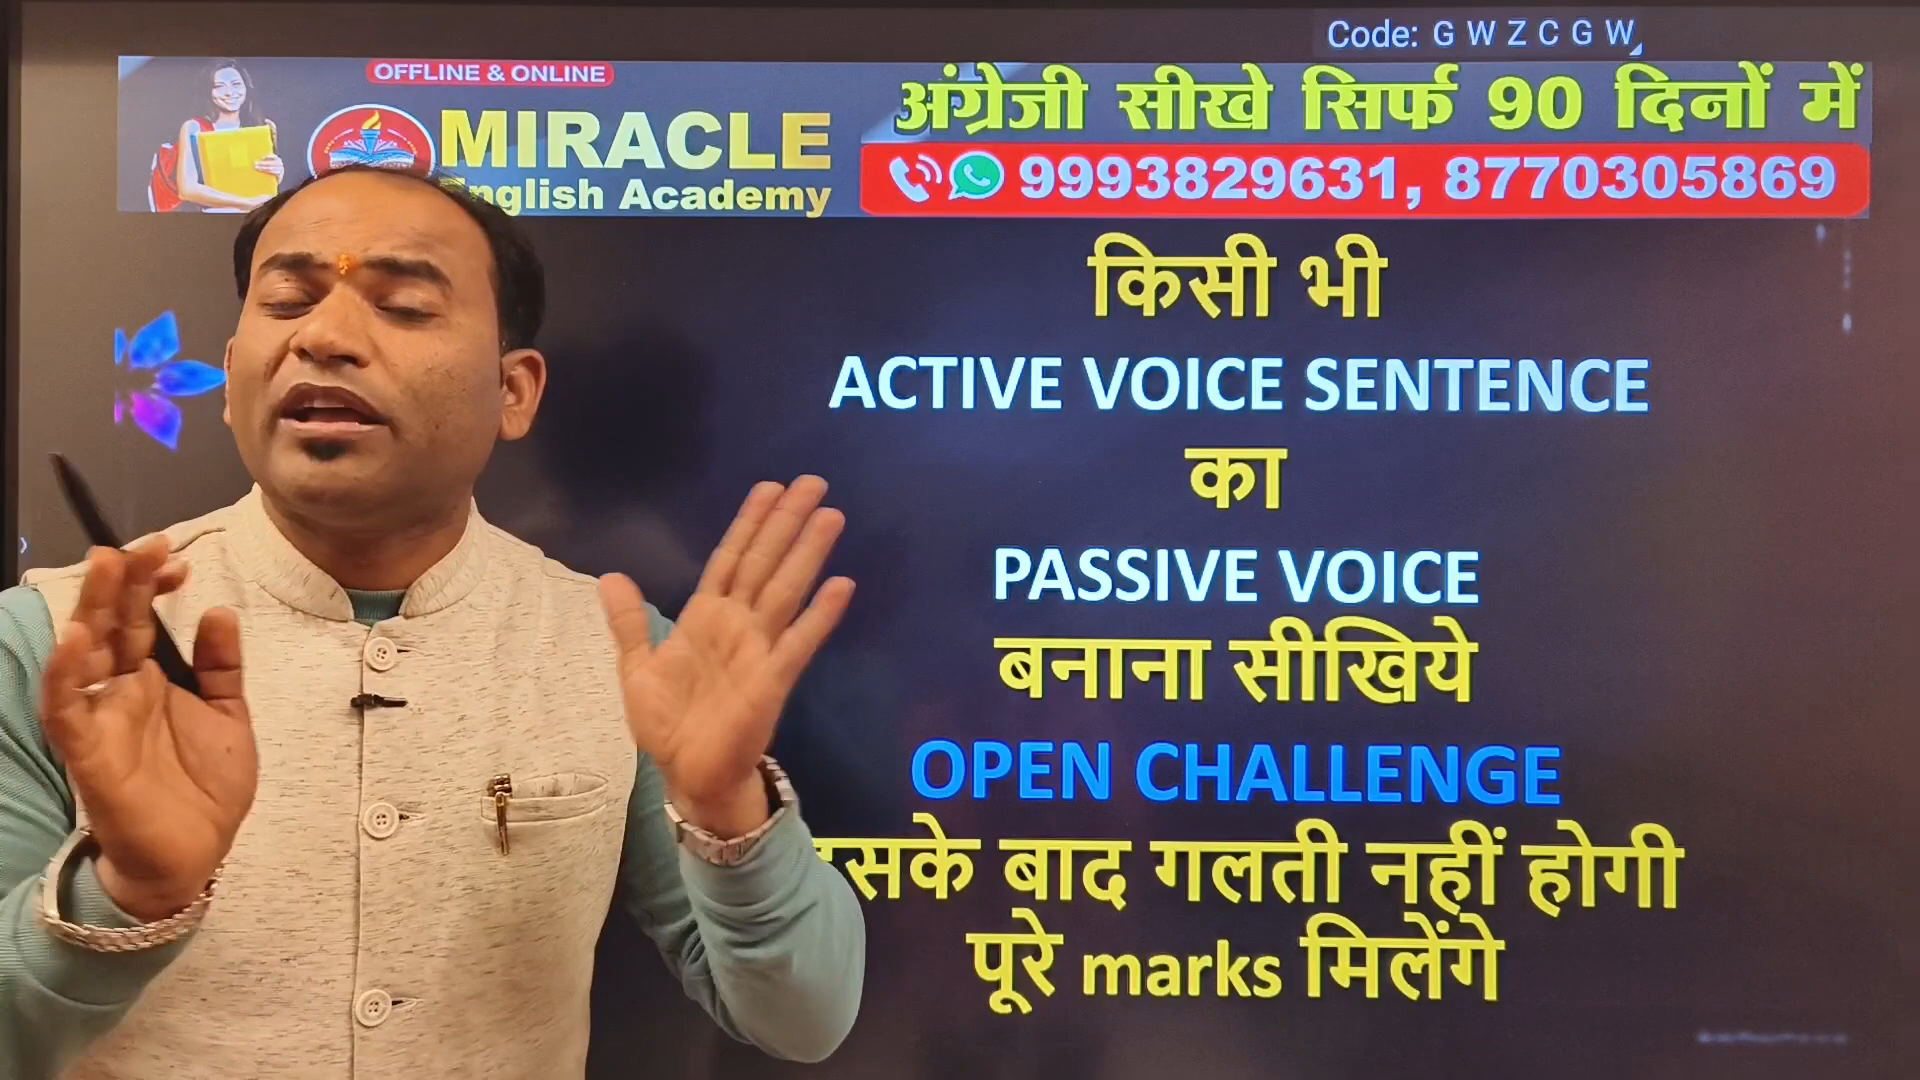 Code: G W Z C G W
OFFLINE & ONLINE
MIRACLE
English Academy
अंग्रेजी सीखे सिर्फ 90 दिनों में
9993829631, 8770305869
किसी भी
ACTIVE VOICE SENTENCE
का
PASSIVE VOICE
बनाना सीखिये
OPEN CHALLENGE
के बाद गलती नहीं होगी
पूरे marks मिलेंगे